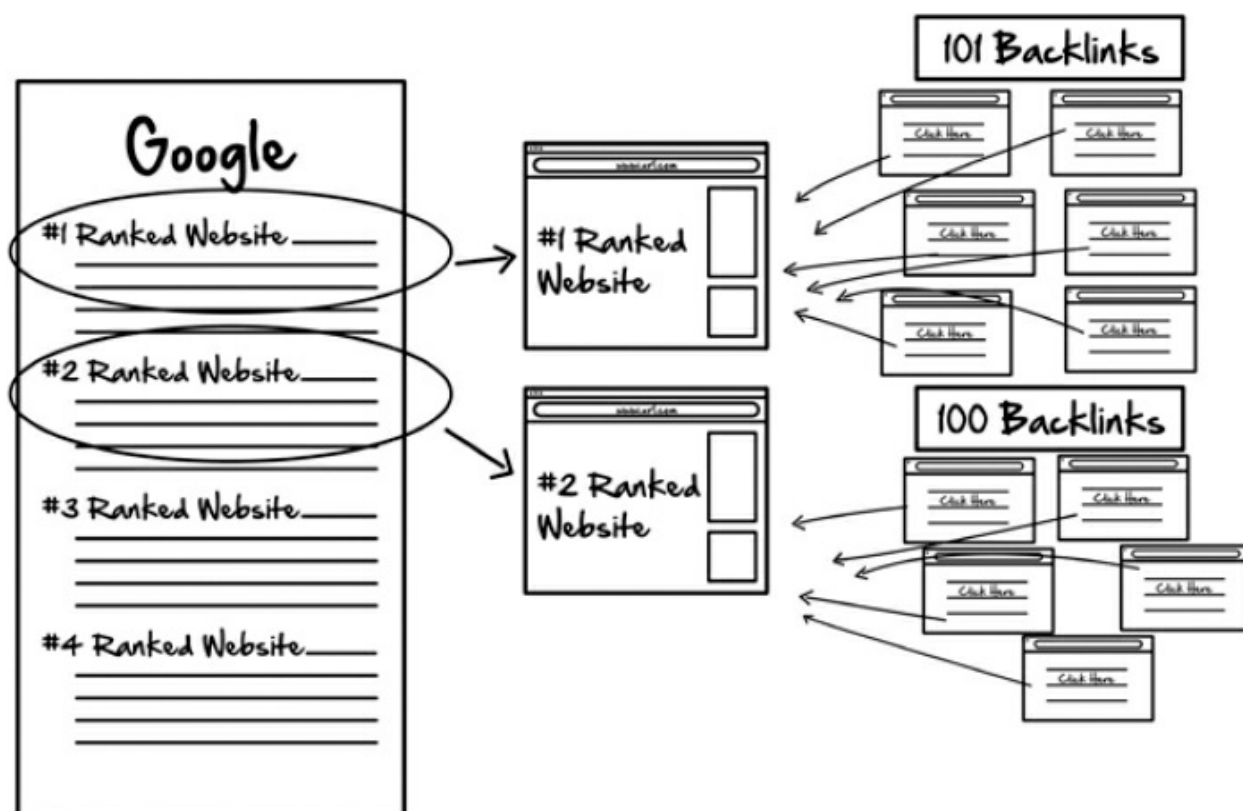 Google
#1 Ranked Website
#2 Ranked Website
#3 Ranked Website
#4 Ranked Website
#1 Ranked
Website
#2 Ranked
Website
101 Backlinks
Click Here
Click Here
Click Here
Click Here
Click Here
Click Here
100 Backlinks
Click Here
Click Here
Click Here
Click Here
Click Here